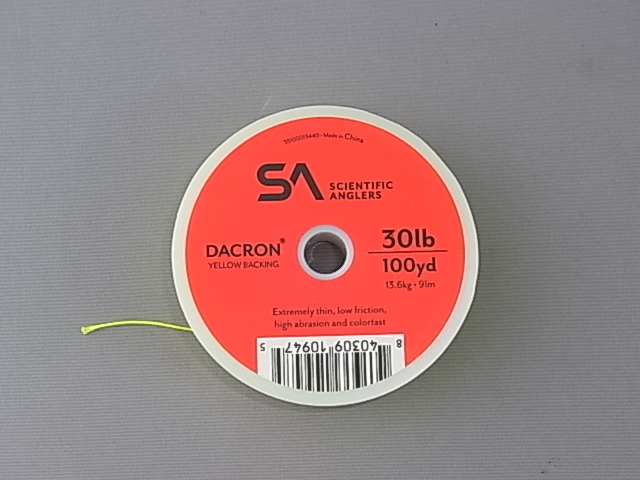 35100015440 • Made in China
SA SCIENTIFIC
ANGLERS
DACRON®
YELLOW BACKING
30lb
100yd
13.6kg • 91m
Extremely thin, low friction,
high abrasion and colorfast
8 40309 10947 5